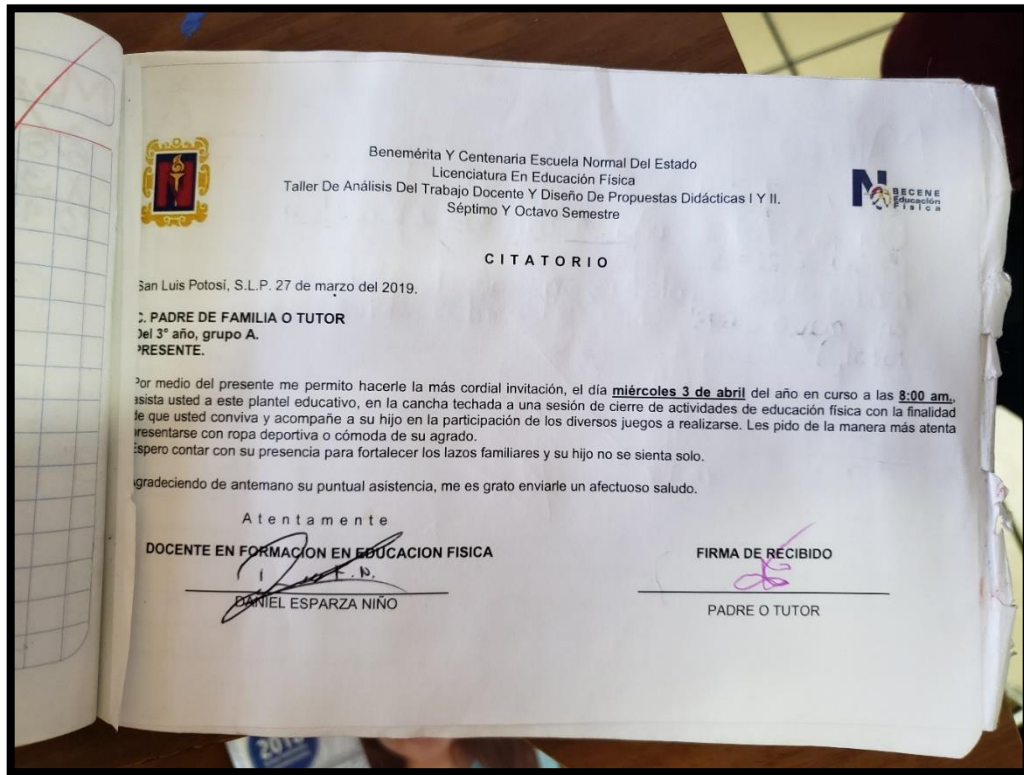 Benemérita Y Centenaria Escuela Normal Del Estado
Licenciatura En Educación Física
Taller De Análisis Del Trabajo Docente Y Diseño De Propuestas Didácticas I Y II.
Séptimo Y Octavo Semestre
N BECENE
Educación
Física
CITATORIO
San Luis Potosí, S.L.P. 27 de marzo del 2019.
C. PADRE DE FAMILIA O TUTOR
Del 3° año, grupo A.
PRESENTE.
Por medio del presente me permito hacerle la más cordial invitación, el día miércoles 3 de abril del año en curso a las 8:00 am.,
asista usted a este plantel educativo, en la cancha techada a una sesión de cierre de actividades de educación física con la finalidad
de que usted conviva y acompañe a su hijo en la participación de los diversos juegos a realizarse. Les pido de la manera más atenta
presentarse con ropa deportiva o cómoda de su agrado.
Espero contar con su presencia para fortalecer los lazos familiares y su hijo no se sienta solo.
Agradeciendo de antemano su puntual asistencia, me es grato enviarle un afectuoso saludo.
Atentamente
DOCENTE EN FORMACION EN EDUCACION FISICA
DANIEL ESPARZA NIÑO
FIRMA DE RECIBIDO
PADRE O TUTOR